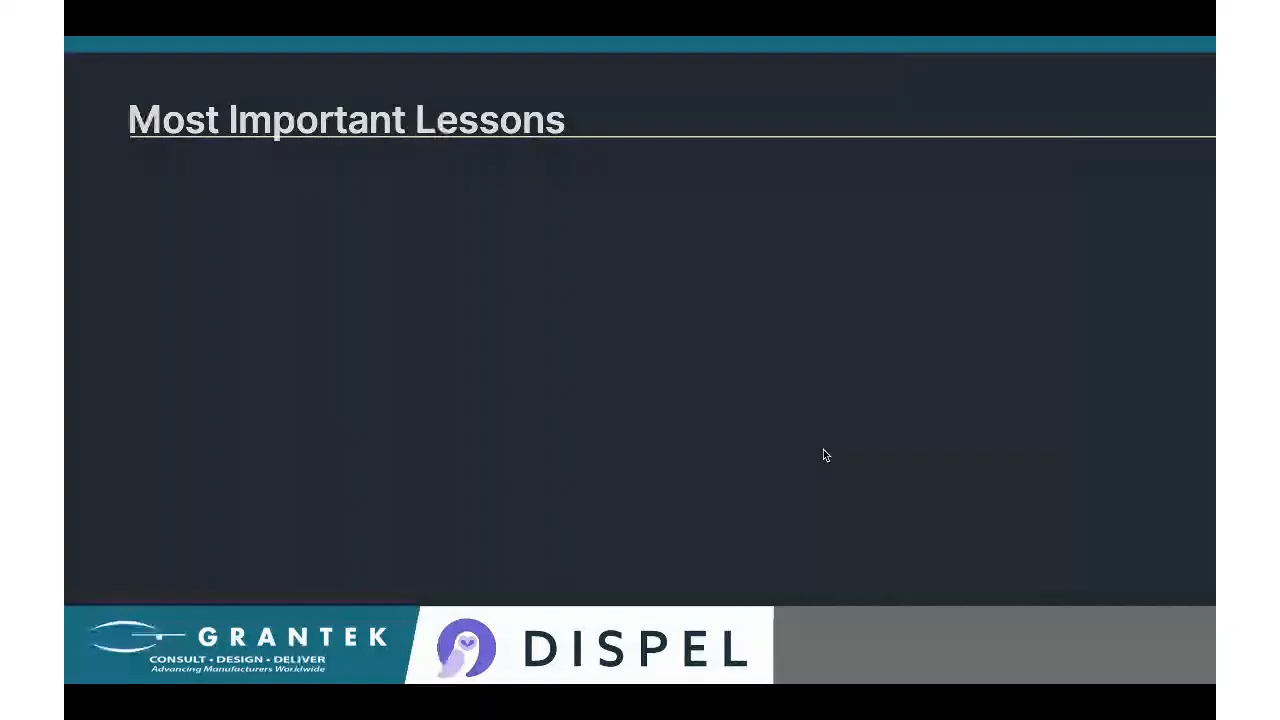 Most Important Lessons
GRANTEK
CONSULT • DESIGN • DELIVER
Advancing Manufacturers Worldwide
DISPEL